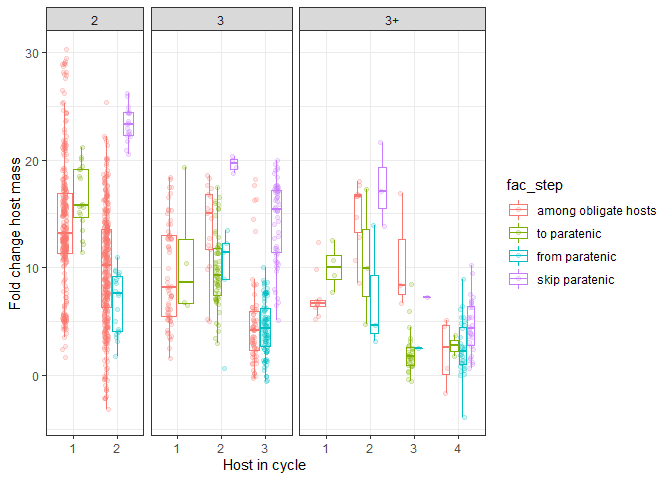 2 3 3+
Fold change host mass
30
20
10
0
1 2 1 2 3 1 2 3 4
Host in cycle
fac_step
among obligate hosts
to paratenic
from paratenic
skip paratenic